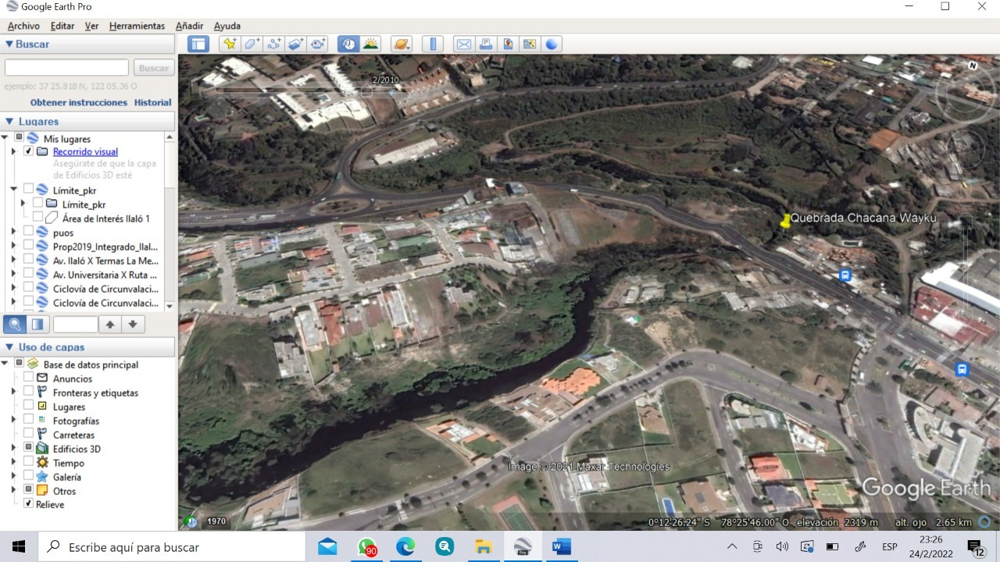 Google Earth Pro
Archivo Editar Ver Herramientas Añadir Ayuda
Buscar
Buscar
ejemplo: 37 25.818 N, 122 05.36 O
Obtener instrucciones Historial
Lugares
Mis lugares
Recorrido visual
Asegúrate de que la capa
de Edificios 3D esté
Límite_pkr
Límite_pkr
Área de Interés Ilaló 1
puos
Prop2019_Integrado_Ilal...
Av. Ilaló X Termas La Me...
Av. Universitaria X Ruta ...
Ciclovía de Circunvalaci...
Ciclovía de Circunvalaci...
Uso de capas
Base de datos principal
Anuncios
Fronteras y etiquetas
Lugares
Fotografías
Carreteras
Edificios 3D
Tiempo
Galería
Otros
Relieve
2/2010
N
Quebrada Chacana Wayku
Image © 2021 Maxar Technologies
Google Earth
1970
0°12'26.24" S 78°25'46.00" O elevación 2319 m alt. ojo 2.65 km
Escribe aquí para buscar
90
Pro
W
ESP
23:26
24/2/2022
12